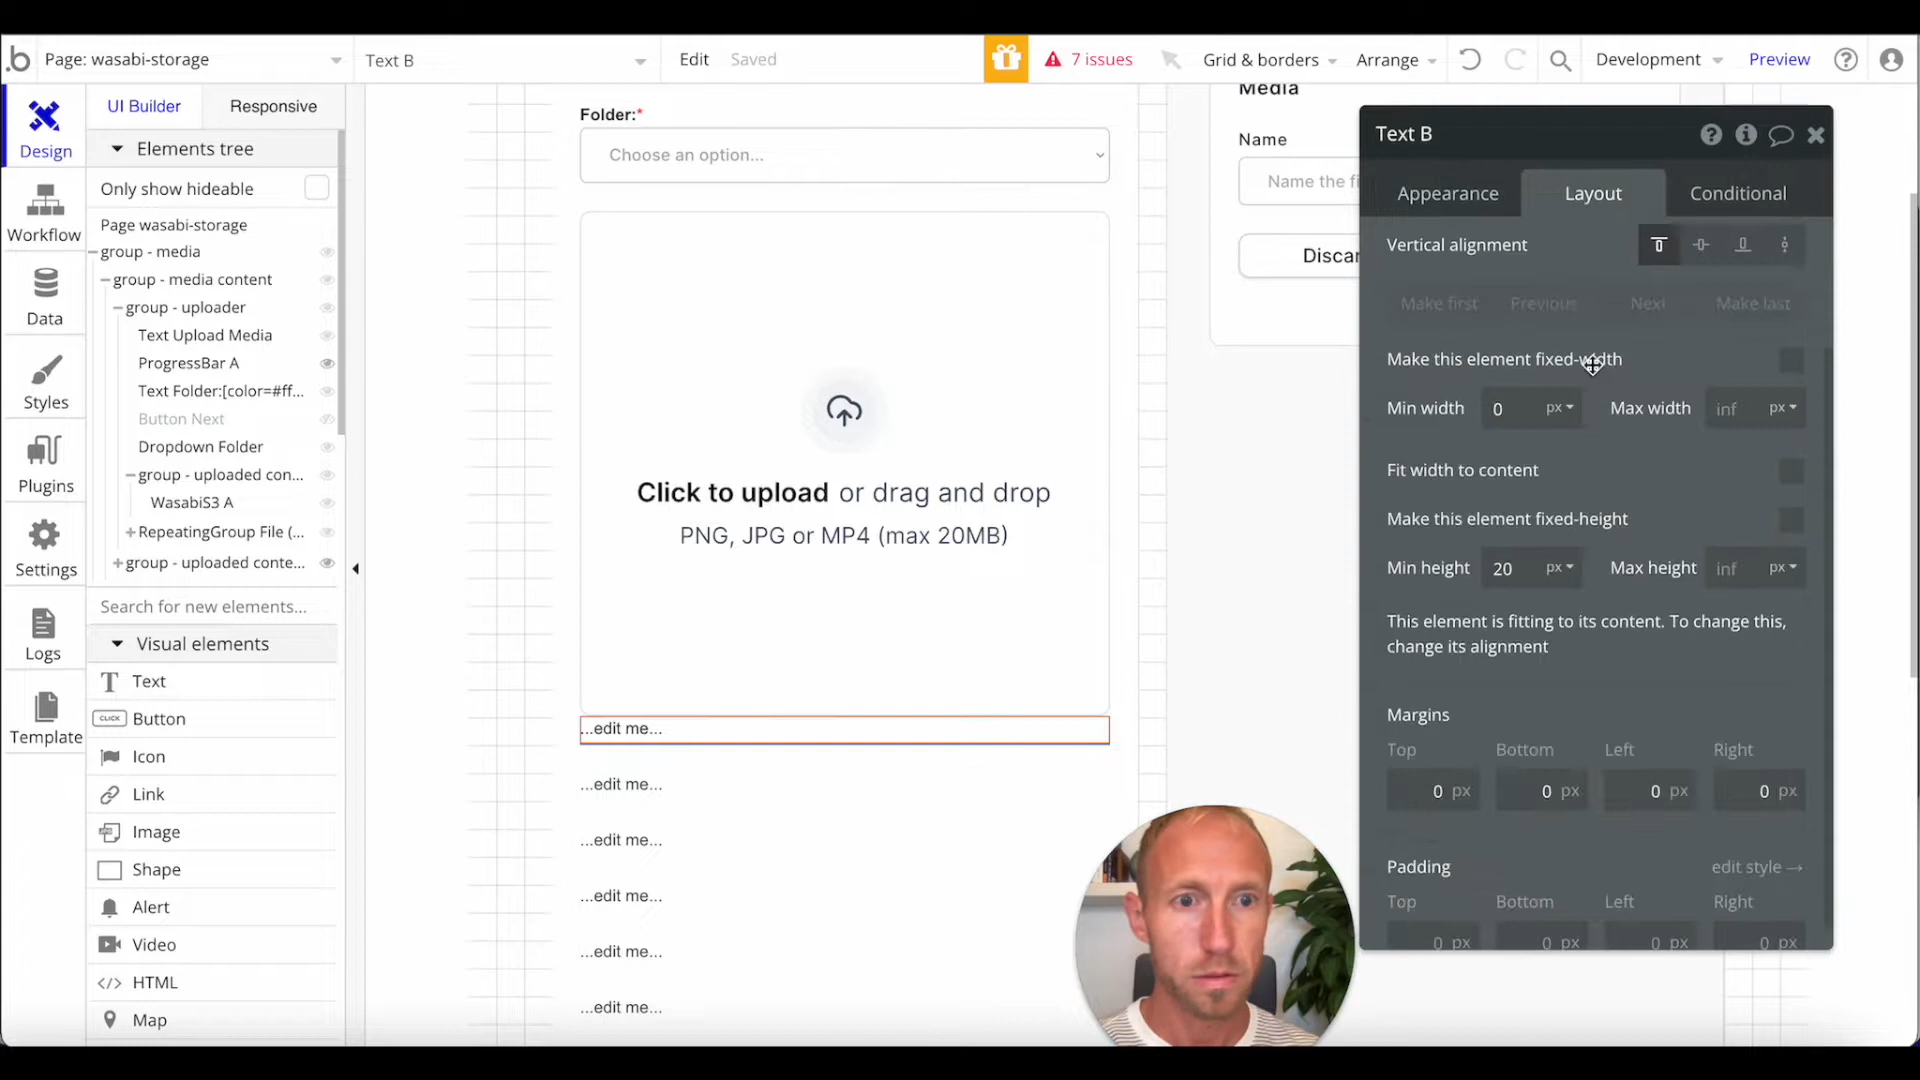 .b Page: wasabi-storage
Text B
Edit Saved
7 issues
Grid & borders
Arrange
Development
Preview
Design
Workflow
Data
Styles
Plugins
Settings
Logs
Template
UI Builder
Responsive
Elements tree
Only show hideable
Page wasabi-storage
group - media
group - media content
group - uploader
Text Upload Media
ProgressBar A
Text Folder:[color=#ff...
Button Next
Dropdown Folder
group - uploaded con...
WasabiS3 A
RepeatingGroup File (...
group - uploaded conte...
Search for new elements...
Visual elements
Text
CLICK Button
Icon
Link
Image
Shape
Alert
Video
</> HTML
Map
Folder:*
Choose an option...
Click to upload or drag and drop
PNG, JPG or MP4 (max 20MB)
...edit me...
...edit me...
...edit me...
...edit me...
...edit me...
...edit me...
Media
Name
Name the fi
Discar
Text B
Appearance
Layout
Conditional
Vertical alignment
Make first Previous Next Make last
Make this element fixed-width
Min width 0 px Max width inf px
Fit width to content
Make this element fixed-height
Min height 20 px Max height inf px
This element is fitting to its content. To change this,
change its alignment
Margins
Top Bottom Left Right
0 px 0 px 0 px 0 px
Padding edit style →
Top Bottom Left Right
0 px 0 px 0 px 0 px